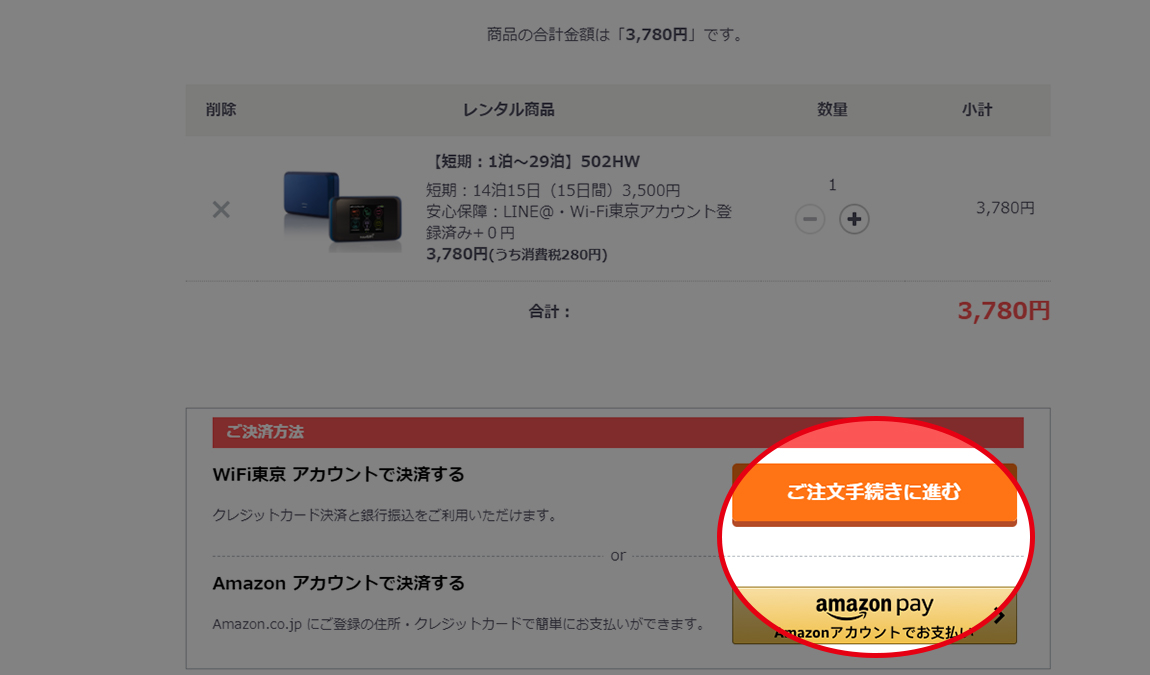 商品の合計金額は「3,780円」です。
削除 レンタル商品 数量 小計
【短期：1泊～29泊】502HW
短期：14泊15日（15日間）3,500円
安心保障：LINE@・Wi-Fi東京アカウント登
録済み＋０円
3,780円(うち消費税280円)
1
3,780円
合計： 3,780円
ご決済方法
WiFi東京 アカウントで決済する
クレジットカード決済と銀行振込をご利用いただけます。
ご注文手続きに進む
or
Amazon アカウントで決済する
Amazon.co.jp にご登録の住所・クレジットカードで簡単にお支払いができます。
amazon pay
Amazonアカウントでお支払い